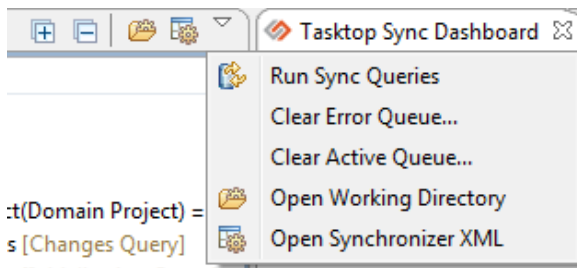 Tasktop Sync Dashboard
Run Sync Queries
Clear Error Queue...
Clear Active Queue...
Open Working Directory
ct(Domain Project) =
Open Synchronizer XML
s [Changes Query]